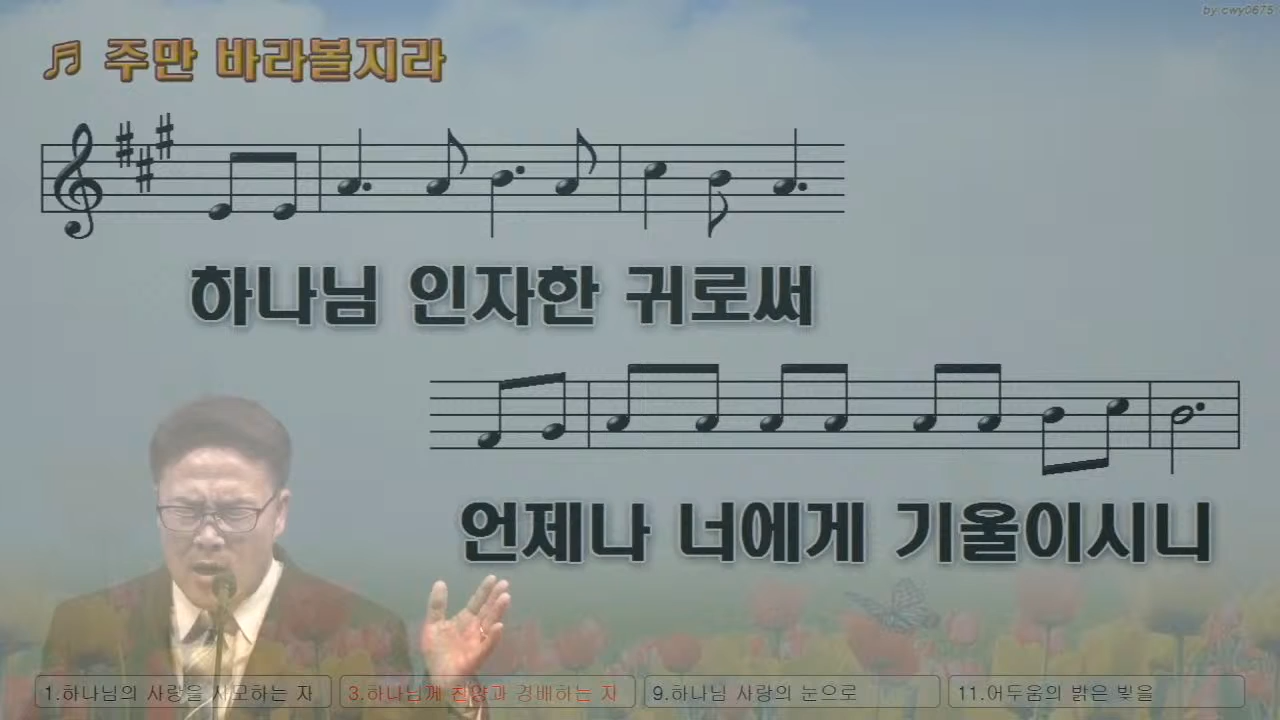 by.cwy0675
♬ 주만 바라볼지라
하나님 인자한 귀로써
언제나 너에게 기울이시니
1.하나님의 사랑을 사모하는 자
3.하나님께 찬양과 경배하는 자
9.하나님 사랑의 눈으로
11.어두움의 밝은 빛을